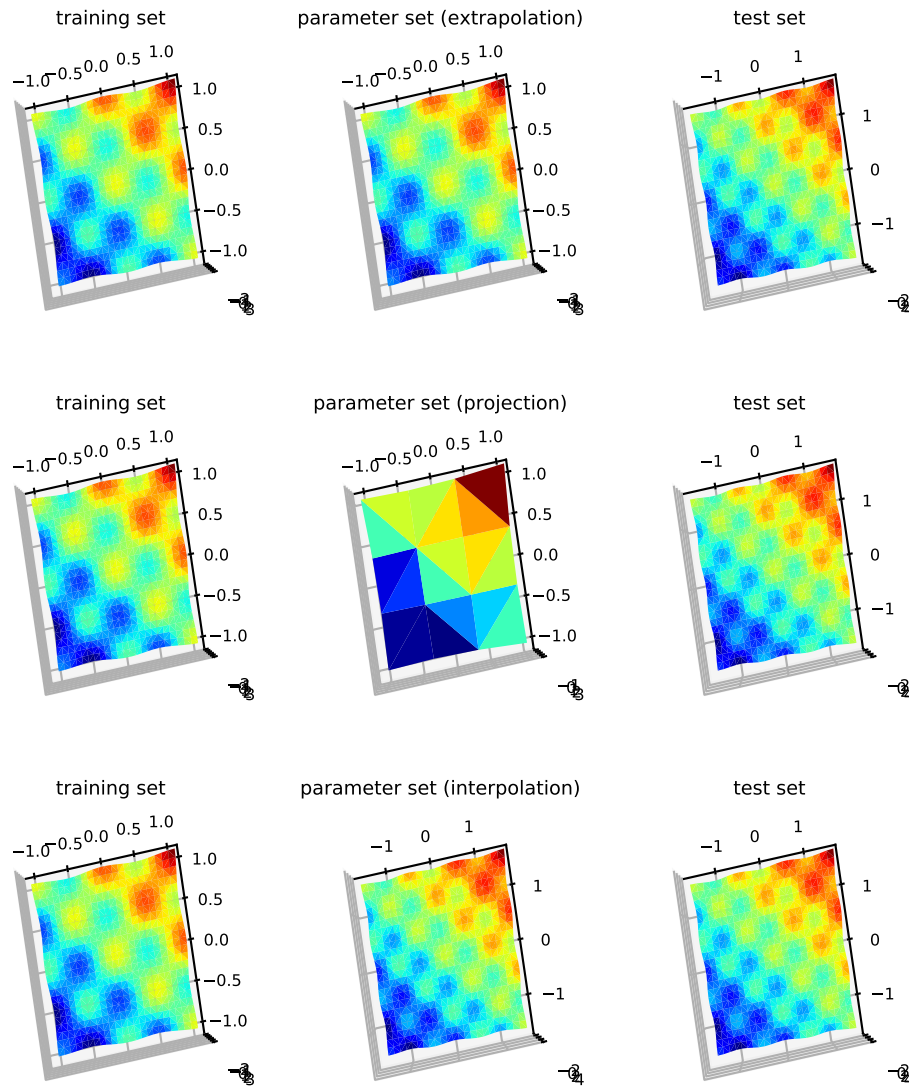 training set parameter set (extrapolation) test set
−1.0 −0.5 0.0 0.5 1.0 −1.0 −0.5 0.0 0.5 1.0 −1 0 1
1.0 1.0 1
0.5 0.5
0.0 0.0 0
−0.5 −0.5
−1.0 −1.0 −1
training set parameter set (projection) test set
−1.0 −0.5 0.0 0.5 1.0 −1.0 −0.5 0.0 0.5 1.0 −1 0 1
1.0 1.0 1
0.5 0.5
0.0 0.0 0
−0.5 −0.5
−1.0 −1.0 −1
training set parameter set (interpolation) test set
−1.0 −0.5 0.0 0.5 1.0 −1 0 1 −1 0 1
1.0 1 1
0.5
0.0 0 0
−0.5
−1.0 −1 −1